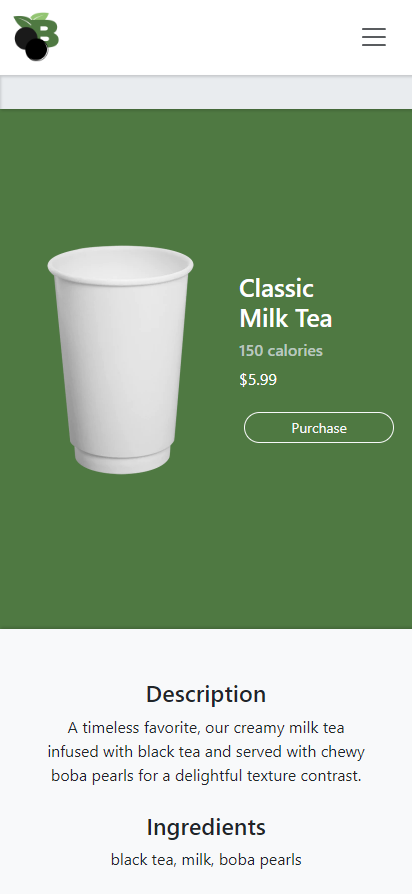 B
Classic
Milk Tea
150 calories
$5.99
Purchase
Description
A timeless favorite, our creamy milk tea
infused with black tea and served with chewy
boba pearls for a delightful texture contrast.
Ingredients
black tea, milk, boba pearls